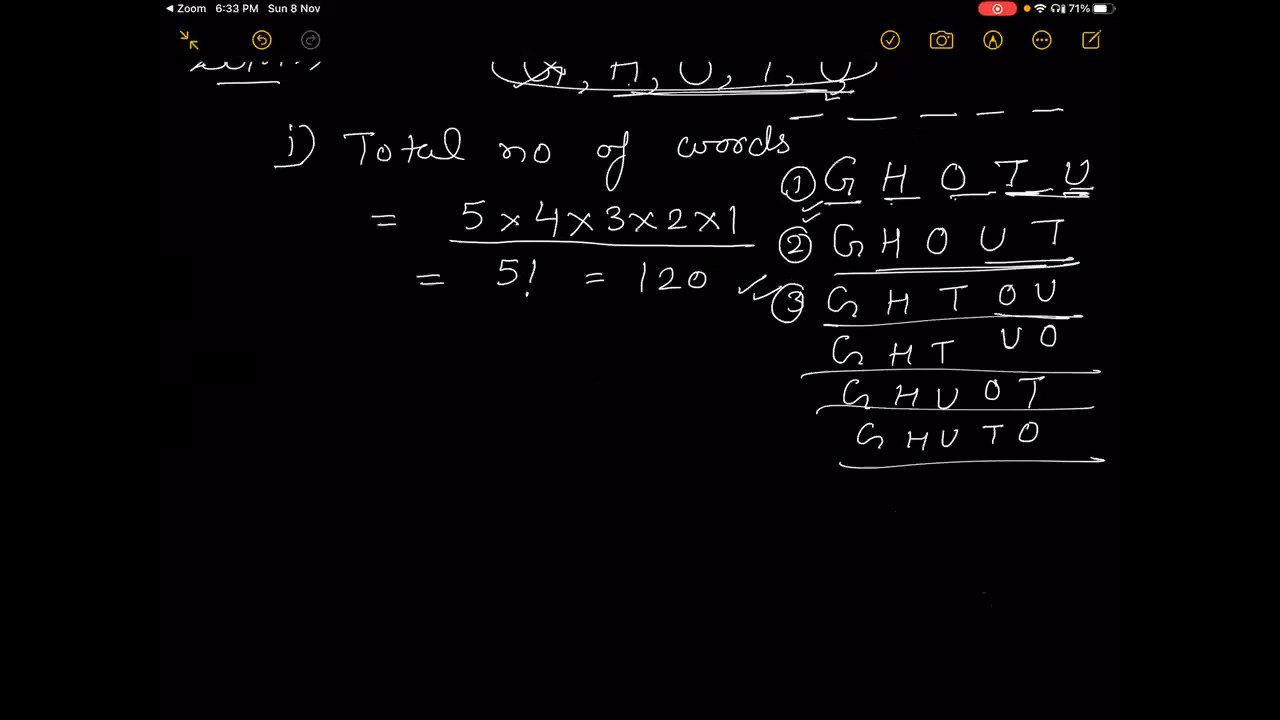 Zoom 6:33 PM Sun 8 Nov 71%
, H, U, T, O
i) Total no of words
= 5 × 4 × 3 × 2 × 1
= 5! = 120
① G H O T U
② G H O U T
③ G H T O U
G H T U O
G H U O T
G H U T O